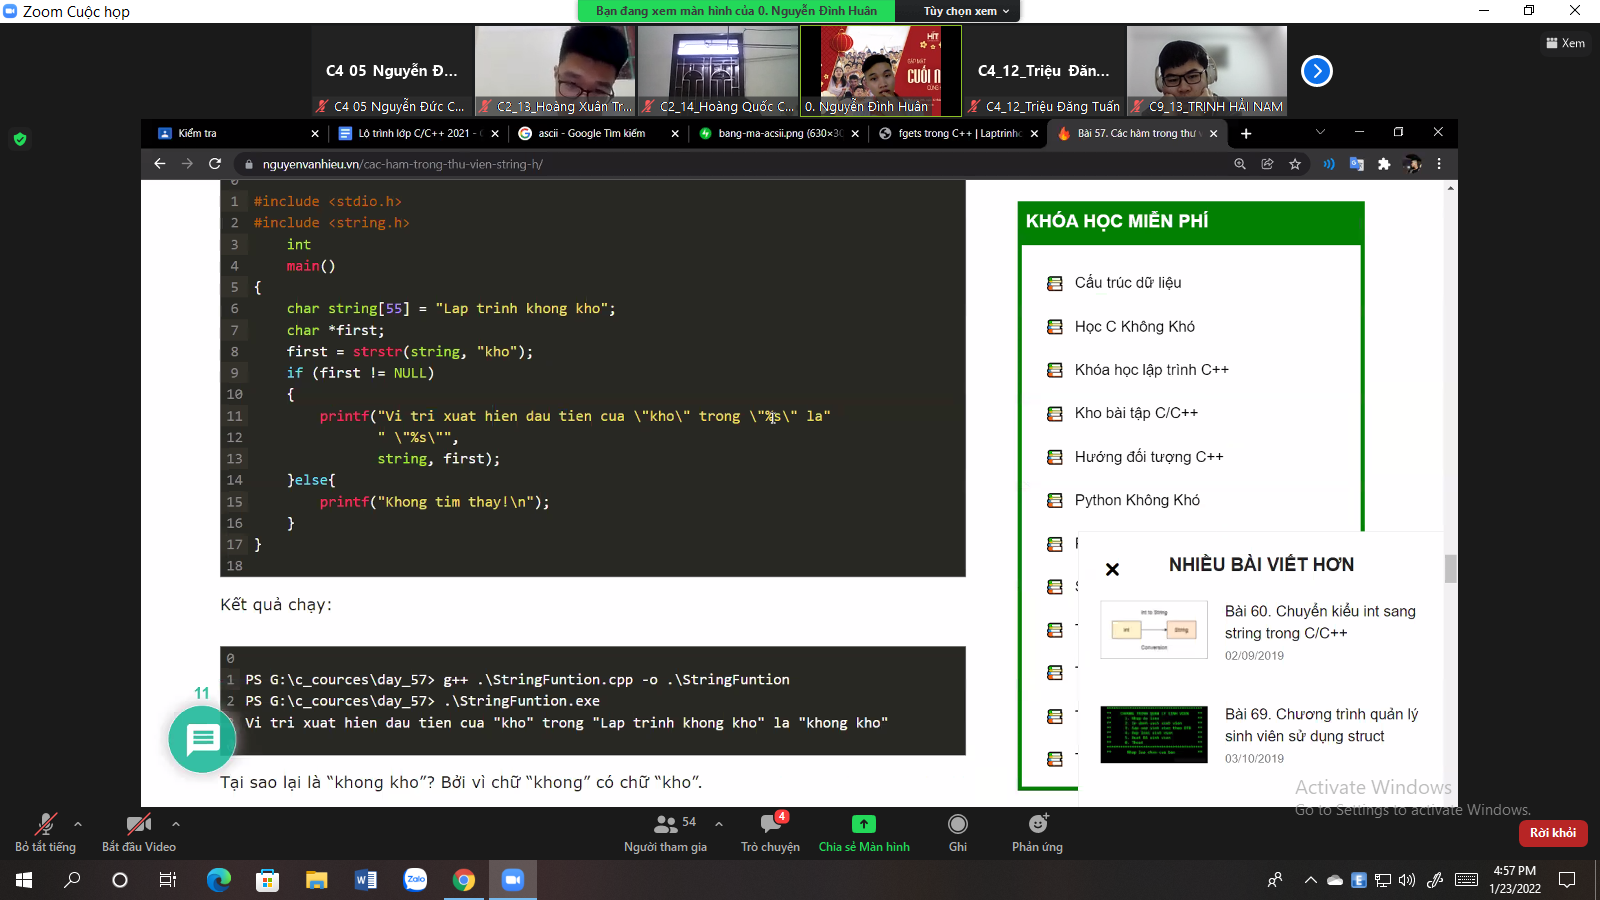 Zoom Cuộc họp
Bạn đang xem màn hình của 0. Nguyễn Đình Huân
Tùy chọn xem
Xem
C4 05 Nguyễn Đ...
C4_12_Triệu Đăn...
HIT
CUỐI N
C4 05 Nguyễn Đức C...
C2_13_Hoàng Xuân Tr...
C2_14_Hoàng Quốc C...
0. Nguyễn Đình Huân
C4_12_Triệu Đăng Tuấn
C9_13_TRỊNH HẢI NAM
Kiểm tra
Lộ trình lớp C/C++ 2021 -
ascii - Google Tìm kiếm
bang-ma-acsii.png (630×30
fgets trong C++ | Laptrinh
Bài 57. Các hàm trong thư v
nguyenvanhieu.vn/cac-ham-trong-thu-vien-string-h/
0
1 #include <stdio.h>
2 #include <string.h>
3 int
4 main()
5 {
6 char string[55] = "Lap trinh khong kho";
7 char *first;
8 first = strstr(string, "kho");
9 if (first != NULL)
10 {
11 printf("Vi tri xuat hien dau tien cua \"kho\" trong \"%s\" la"
12 " \"%s\"",
13 string, first);
14 }else{
15 printf("Khong tim thay!\n");
16 }
17 }
18
Kết quả chạy:
0
1 PS G:\c_cources\day_57> g++ .\StringFuntion.cpp -o .\StringFuntion
2 PS G:\c_cources\day_57> .\StringFuntion.exe
Vi tri xuat hien dau tien cua "kho" trong "Lap trinh khong kho" la "khong kho"
11
Tại sao lại là “khong kho”? Bởi vì chữ “khong” có chữ “kho”.
KHÓA HỌC MIỄN PHÍ
Cấu trúc dữ liệu
Học C Không Khó
Khóa học lập trình C++
Kho bài tập C/C++
Hướng đối tượng C++
Python Không Khó
NHIỀU BÀI VIẾT HƠN
Int to String
int
String
Conversion
Bài 60. Chuyển kiểu int sang
string trong C/C++
02/09/2019
Bài 69. Chương trình quản lý
sinh viên sử dụng struct
03/10/2019
Activate Windows
Go to Settings to activate Windows.
Bỏ tắt tiếng
Bắt đầu Video
54
Người tham gia
4
Trò chuyện
Chia sẻ Màn hình
Ghi
Phản ứng
Rời khỏi
Zalo
4:57 PM
1/23/2022